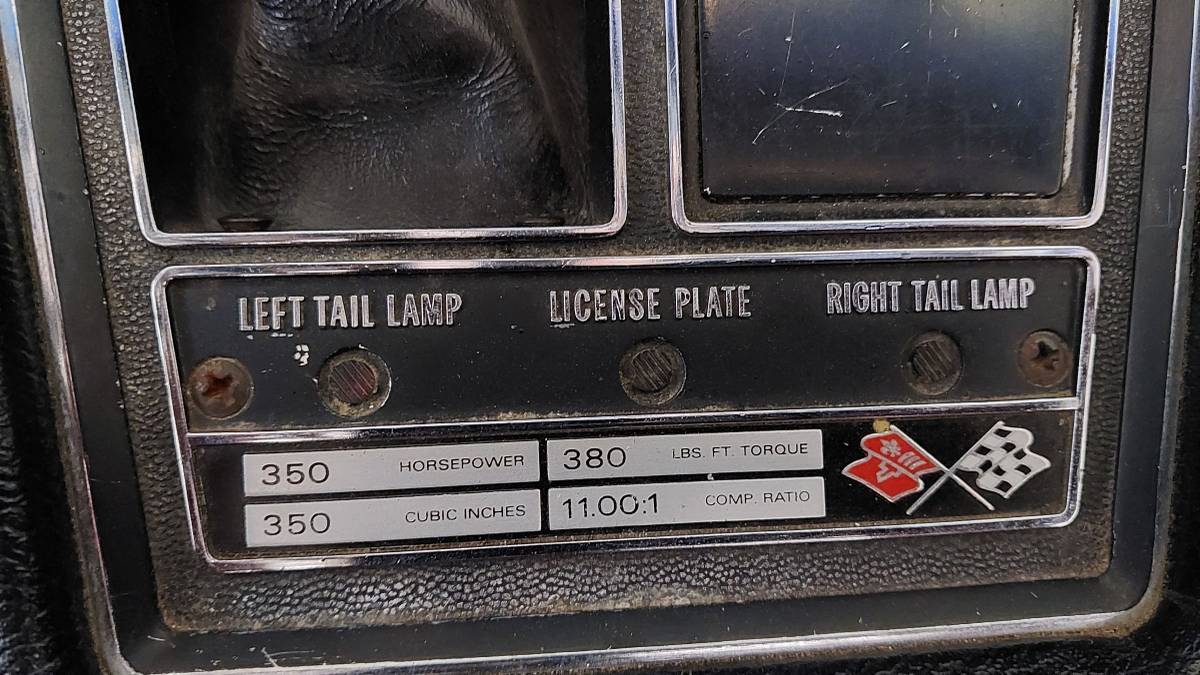 LEFT TAIL LAMP LICENSE PLATE RIGHT TAIL LAMP
350 HORSEPOWER 380 LBS. FT. TORQUE
350 CUBIC INCHES 11.00:1 COMP. RATIO